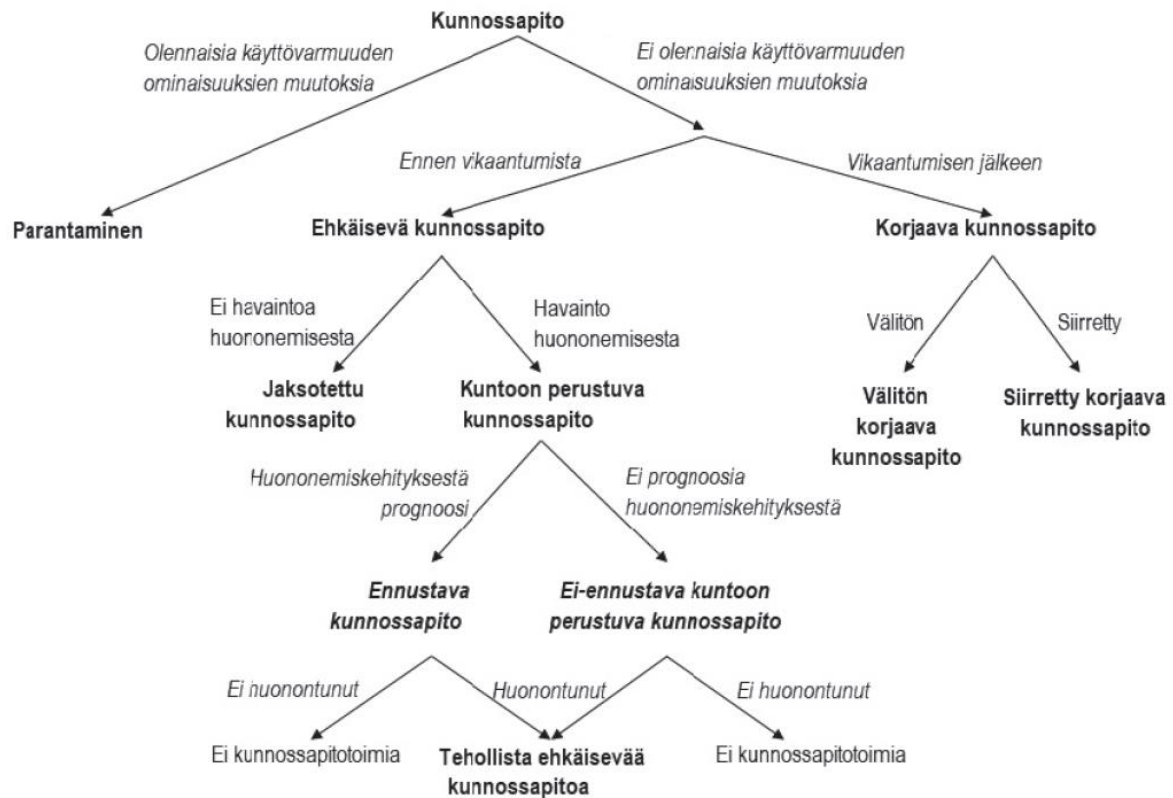 Kunnossapito
Olennaisia käyttövarmuuden
ominaisuuksien muutoksia
Ei olennaisia käyttövarmuuden
ominaisuuksien muutoksia
Ennen vikaantumista
Vikaantumisen jälkeen
Parantaminen
Ehkäisevä kunnossapito
Korjaava kunnossapito
Ei havaintoa
huononemisesta
Havainto
huononemisesta
Välitön
Siirretty
Jaksotettu
kunnossapito
Kuntoon perustuva
kunnossapito
Välitön
korjaava
kunnossapito
Siirretty korjaava
kunnossapito
Huononemiskehityksestä
prognoosi
Ei prognoosia
huononemiskehityksestä
Ennustava
kunnossapito
Ei-ennustava kuntoon
perustuva kunnossapito
Ei huonontunut
Huonontunut
Ei huonontunut
Ei kunnossapitotoimia
Tehollista ehkäisevää
kunnossapitoa
Ei kunnossapitotoimia